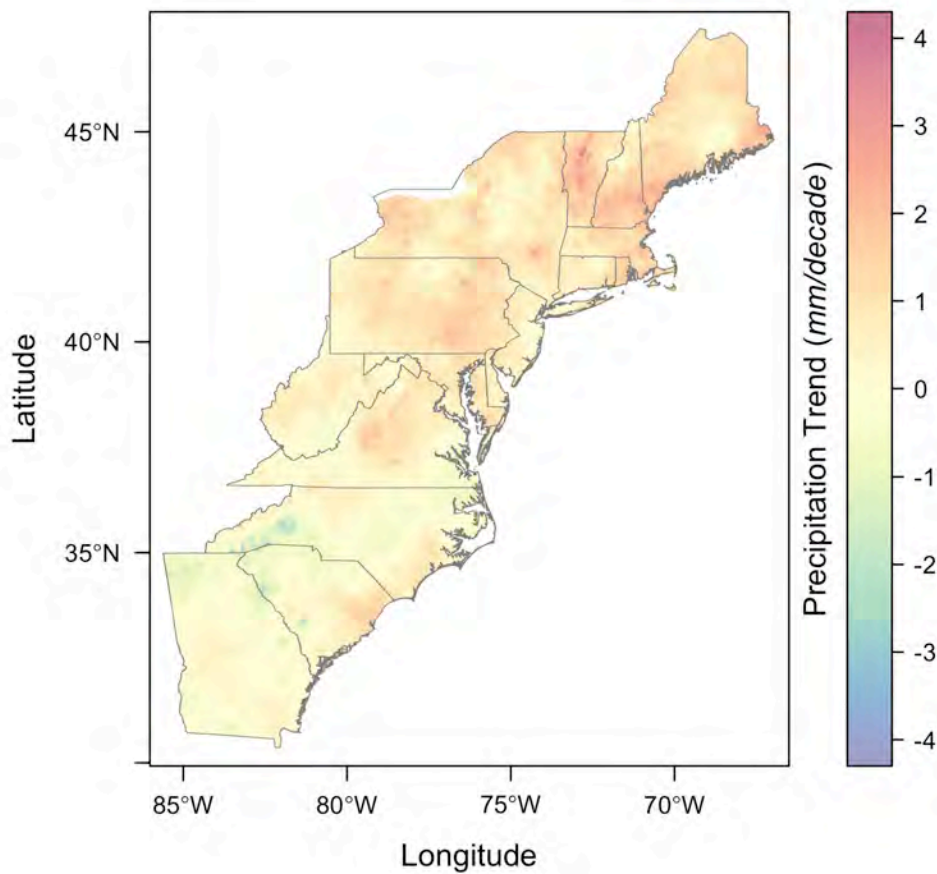 45°N
40°N
35°N
85°W
80°W
75°W
70°W
Latitude
Longitude
4
3
2
1
0
-1
-2
-3
-4
Precipitation Trend (mm/decade)